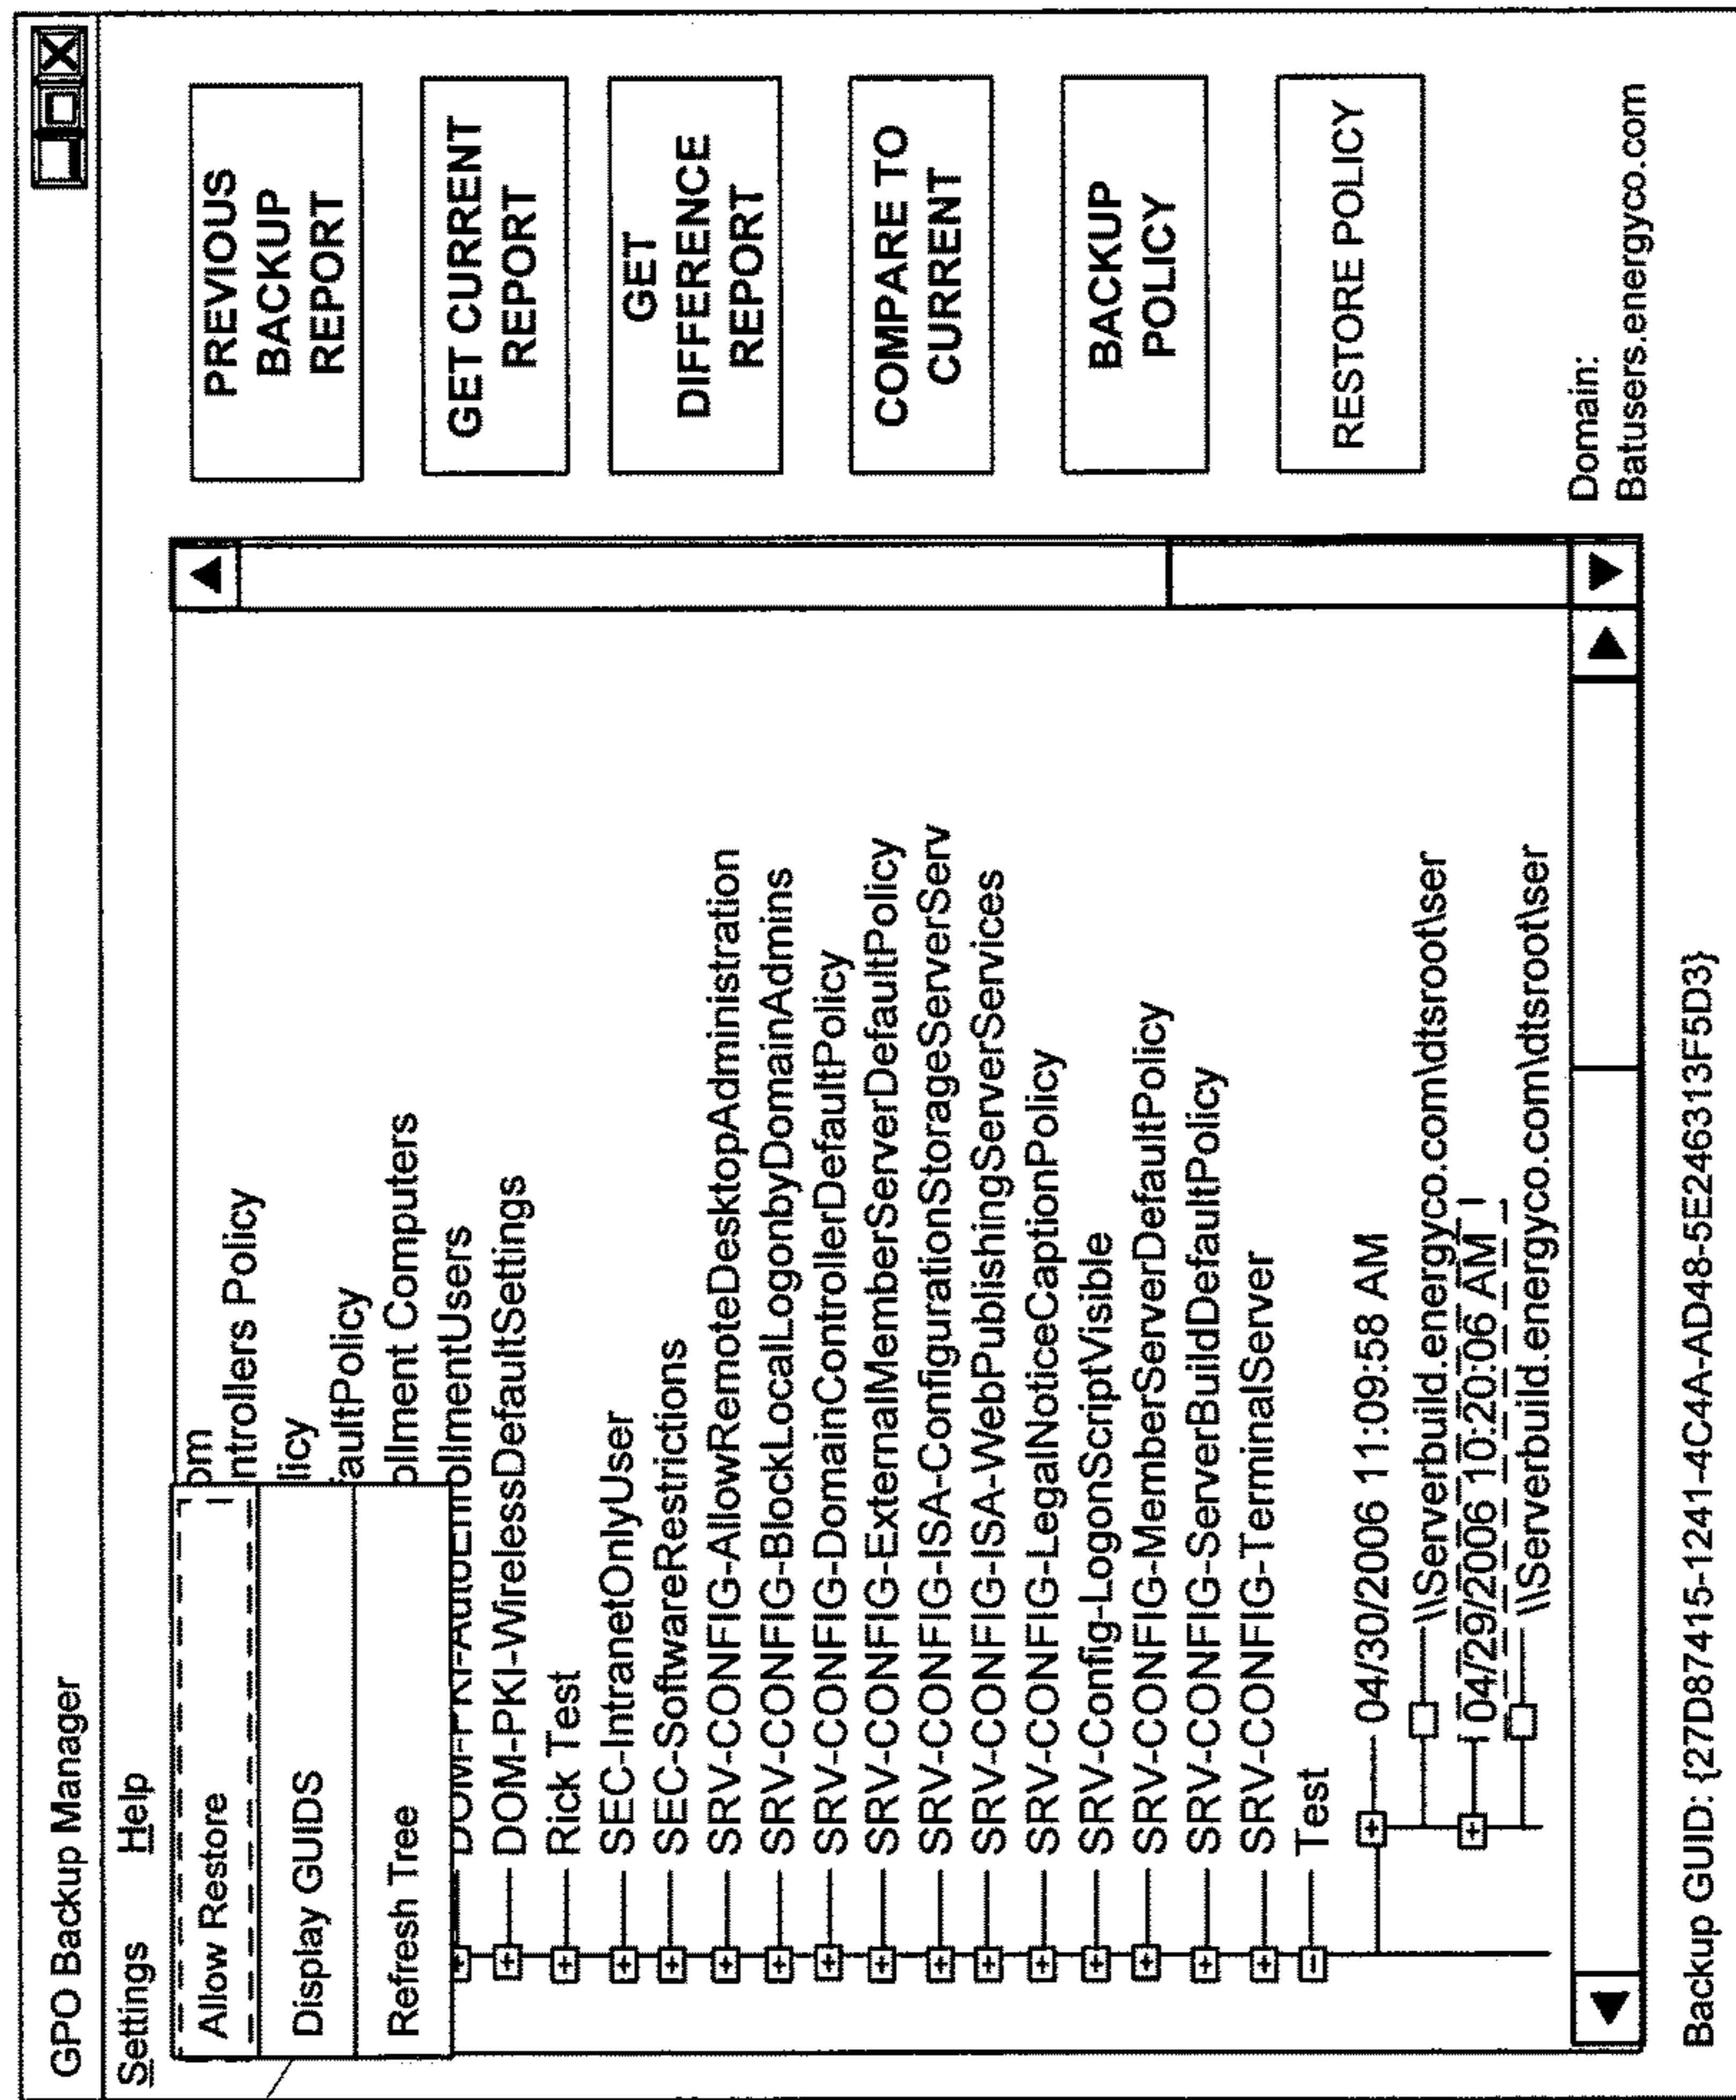 GPO Backup Manager
Settings Help
Allow Restore
Display GUIDS
Refresh Tree
om
ntrollers Policy
licy
aultPolicy
ollment Computers
DOM-PKI-AutoEnrollmentUsers
DOM-PKI-WirelessDefaultSettings
Rick Test
SEC-IntranetOnlyUser
SEC-SoftwareRestrictions
SRV-CONFIG-AllowRemoteDesktopAdministration
SRV-CONFIG-BlockLocalLogonbyDomainAdmins
SRV-CONFIG-DomainControllerDefaultPolicy
SRV-CONFIG-ExternalMemberServerDefaultPolicy
SRV-CONFIG-ISA-ConfigurationStorageServerServ
SRV-CONFIG-ISA-WebPublishingServerServices
SRV-CONFIG-LegalNoticeCaptionPolicy
SRV-Config-LogonScriptVisible
SRV-CONFIG-MemberServerDefaultPolicy
SRV-CONFIG-ServerBuildDefaultPolicy
SRV-CONFIG-TerminalServer
Test
04/30/2006 11:09:58 AM
\\Serverbuild.energyco.com\dtsroot\ser
04/29/2006 10:20:06 AM
\\Serverbuild.energyco.com\dtsroot\ser
PREVIOUS
BACKUP
REPORT
GET CURRENT
REPORT
GET
DIFFERENCE
REPORT
COMPARE TO
CURRENT
BACKUP
POLICY
RESTORE POLICY
Domain:
Batusers.energyco.com
Backup GUID: {27D87415-1241-4C4A-AD48-5E246313F5D3}